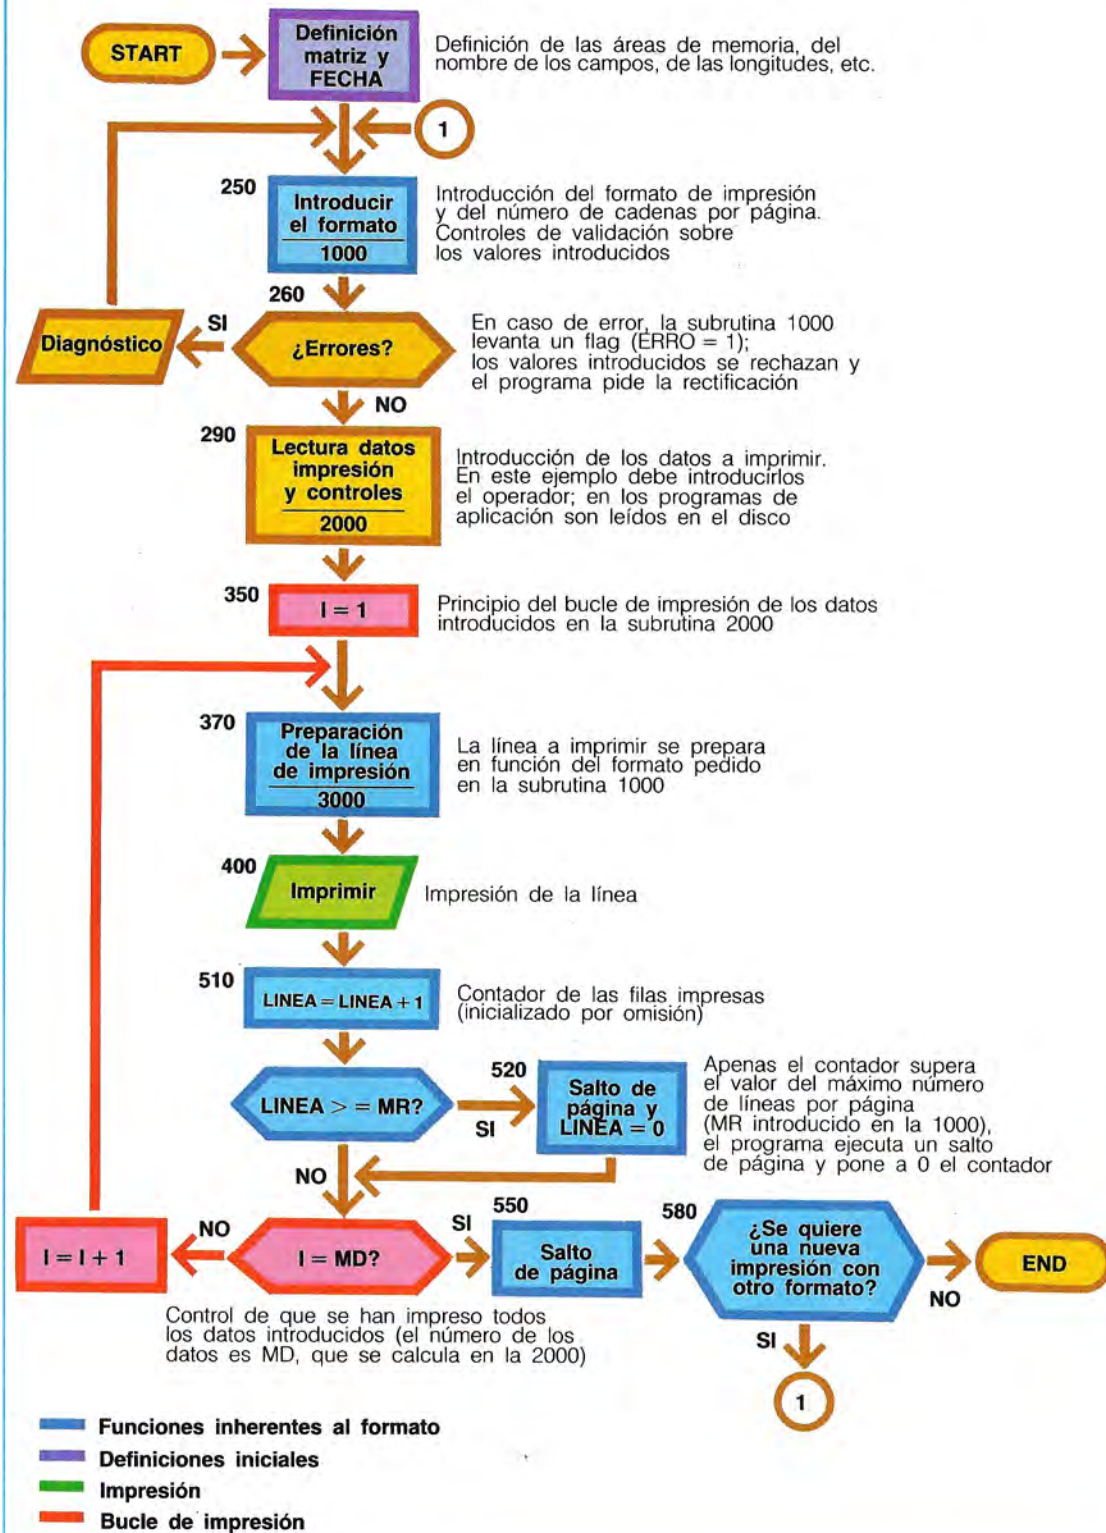 START
Definición
matriz y
FECHA
Definición de las áreas de memoria, del
nombre de los campos, de las longitudes, etc.
1
250
Introducir
el formato
1000
Introducción del formato de impresión
y del número de cadenas por página.
Controles de validación sobre
los valores introducidos
260
Diagnóstico
SI
¿Errores?
En caso de error, la subrutina 1000
levanta un flag (ERRO = 1);
los valores introducidos se rechazan y
el programa pide la rectificación
NO
290
Lectura datos
impresión
y controles
2000
Introducción de los datos a imprimir.
En este ejemplo debe introducirlos
el operador; en los programas de
aplicación son leídos en el disco
350
I = 1
Principio del bucle de impresión de los datos
introducidos en la subrutina 2000
370
Preparación
de la línea
de impresión
3000
La línea a imprimir se prepara
en función del formato pedido
en la subrutina 1000
400
Imprimir
Impresión de la línea
510
LINEA = LINEA + 1
Contador de las filas impresas
(inicializado por omisión)
LINEA > = MR?
SI
520
Salto de
página y
LINEA = 0
Apenas el contador supera
el valor del máximo número
de líneas por página
(MR introducido en la 1000),
el programa ejecuta un salto
de página y pone a 0 el contador
NO
I = I + 1
NO
I = MD?
SI
550
Salto
de página
580
¿Se quiere
una nueva
impresión con
otro formato?
NO
END
Control de que se han impreso todos
los datos introducidos (el número de los
datos es MD, que se calcula en la 2000)
SI
1
Funciones inherentes al formato
Definiciones iniciales
Impresión
Bucle de impresión